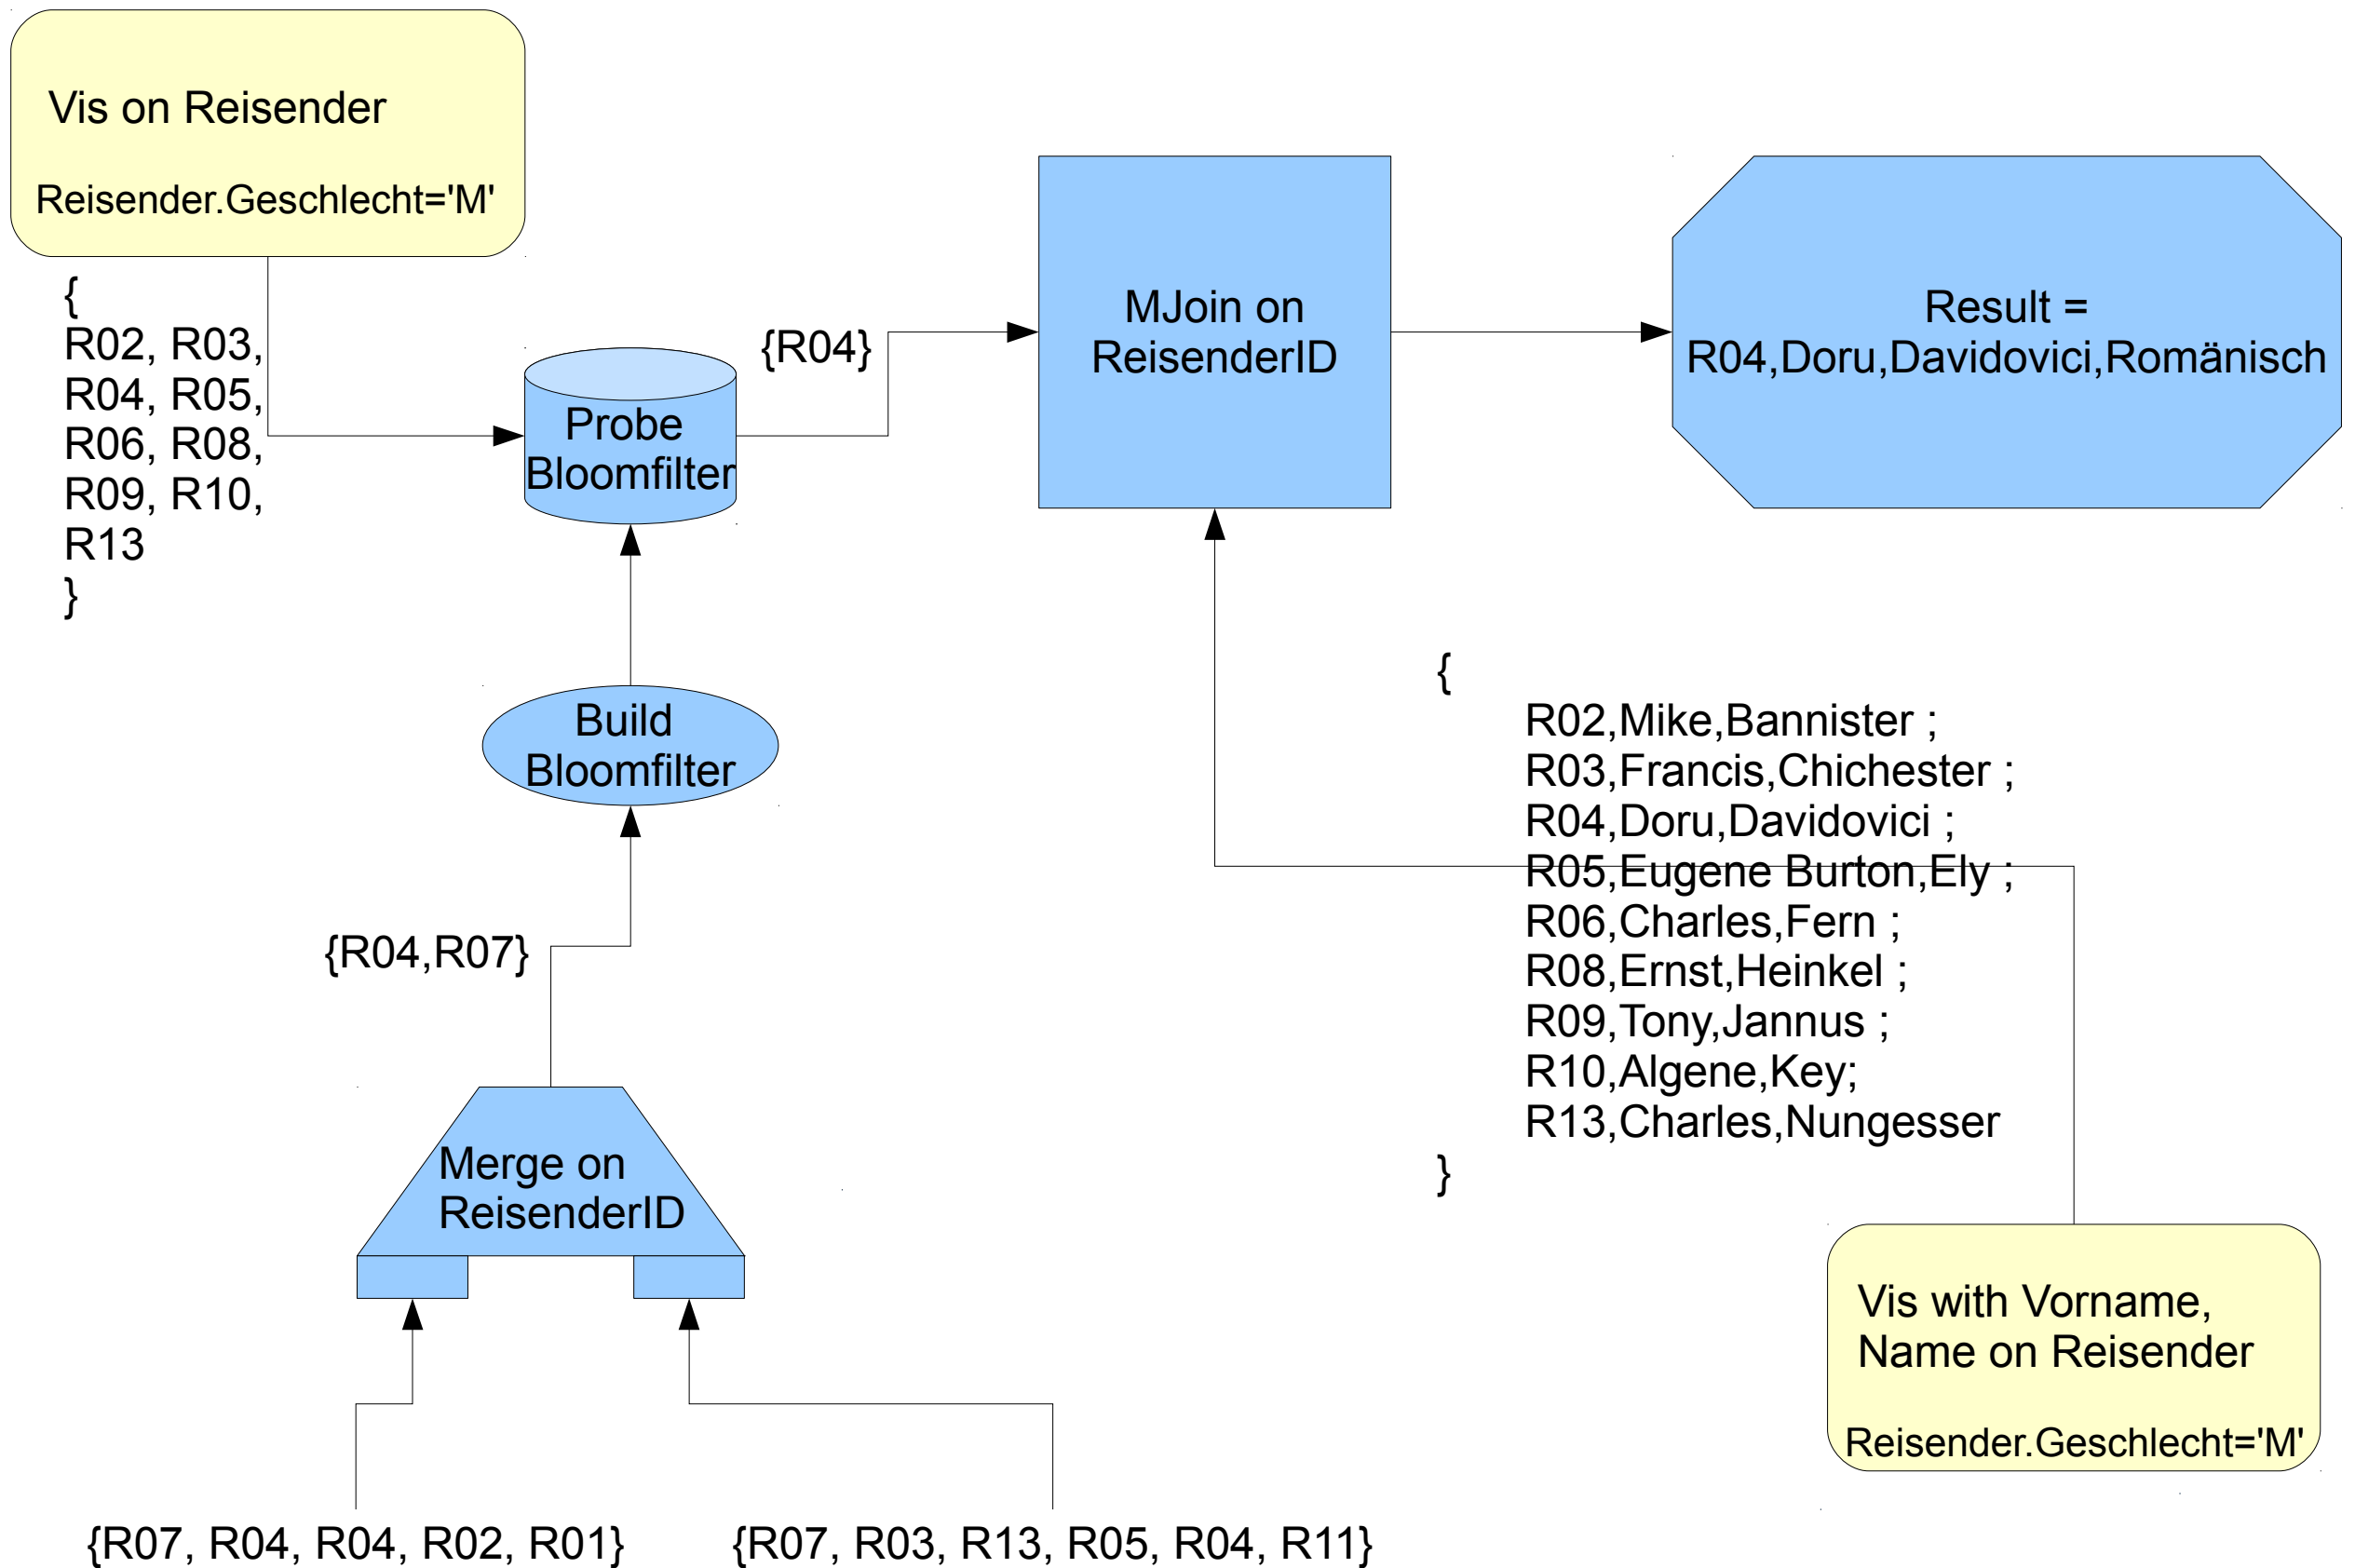 Vis on Reisender
Reisender.Geschlecht='M'
{
R02, R03,
R04, R05,
R06, R08,
R09, R10,
R13
}
Probe
Bloomfilter
{R04}
MJoin on
ReisenderID
Result =
R04,Doru,Davidovici,Romänisch
Build
Bloomfilter
{R04,R07}
Merge on
ReisenderID
{R07, R04, R04, R02, R01}
{R07, R03, R13, R05, R04, R11}
{
R02,Mike,Bannister ;
R03,Francis,Chichester ;
R04,Doru,Davidovici ;
R05,Eugene Burton,Ely ;
R06,Charles,Fern ;
R08,Ernst,Heinkel ;
R09,Tony,Jannus ;
R10,Algene,Key;
R13,Charles,Nungesser
}
Vis with Vorname,
Name on Reisender
Reisender.Geschlecht='M'